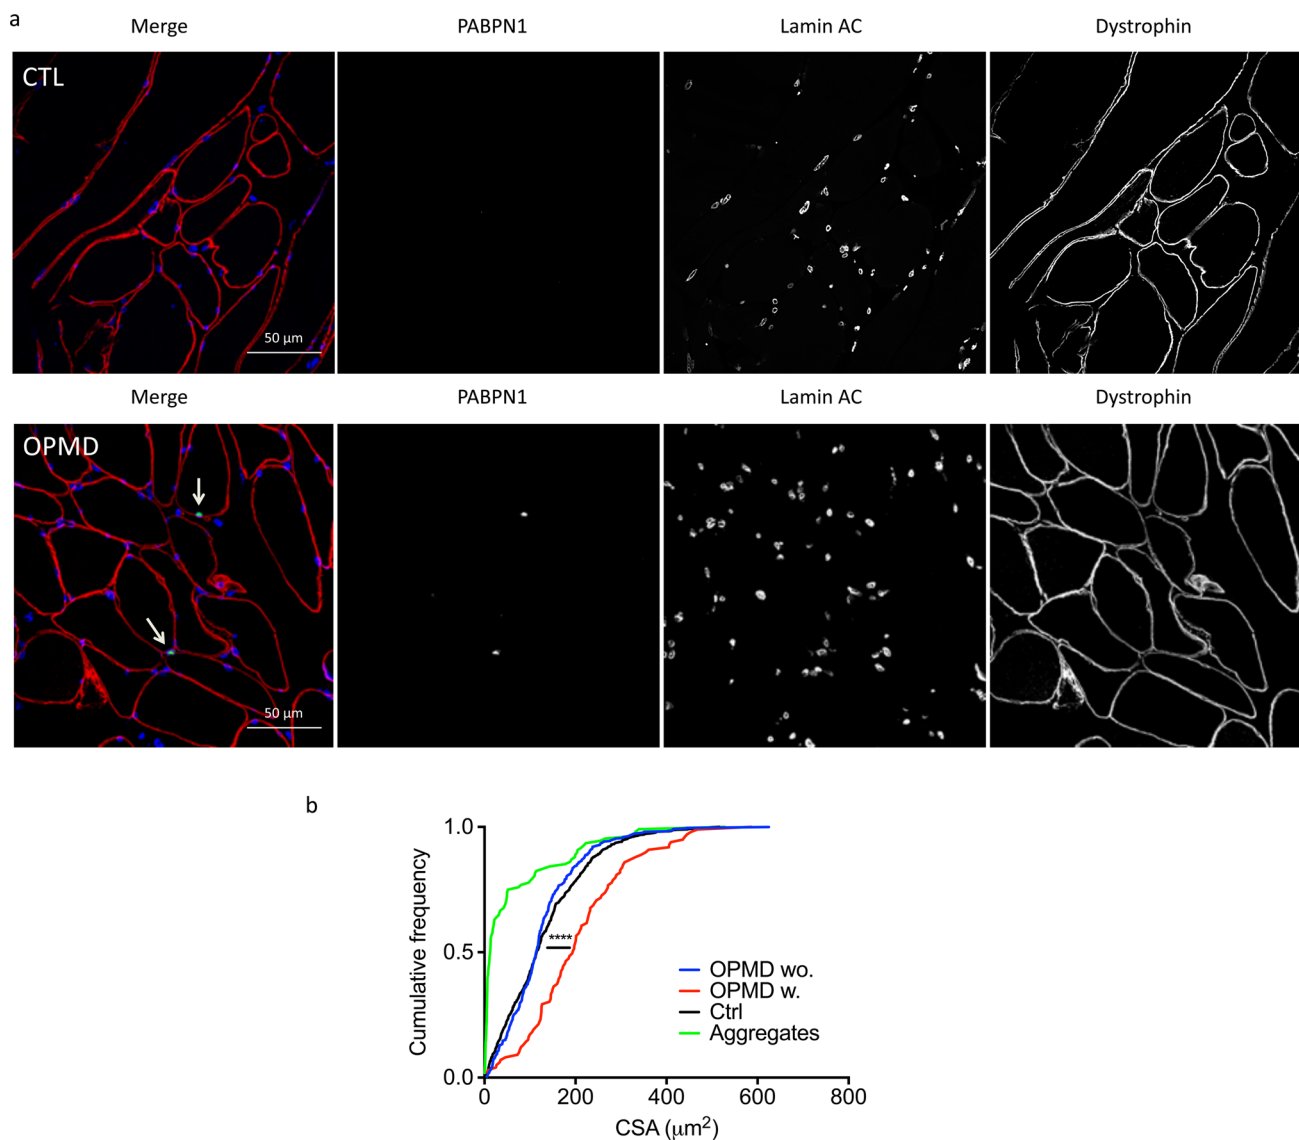 a
Merge PABPN1 Lamin AC Dystrophin
CTL
50 µm
Merge PABPN1 Lamin AC Dystrophin
OPMD
50 µm
b
1.0
0.5
0.0
Cumulative frequency
****
OPMD wo.
OPMD w.
Ctrl
Aggregates
0 200 400 600 800
CSA (µm²)